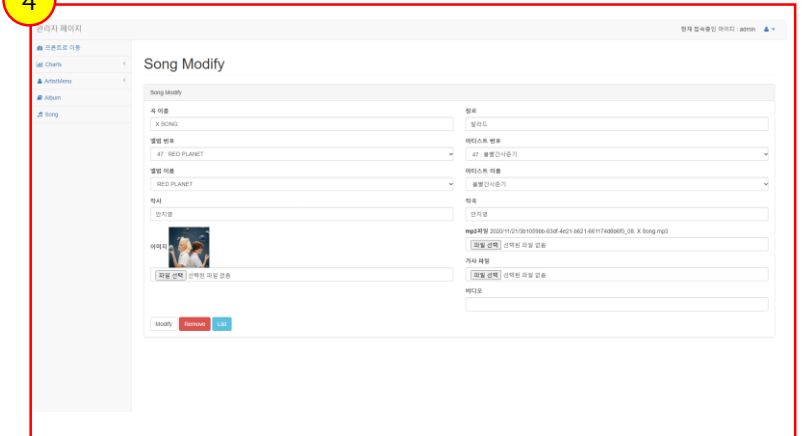 4
관리자 페이지
현재 접속중인 아이디 : admin
프론트로 이동
Charts
ArtistMenu
Album
Song
Song Modify
Song Modify
곡 이름
장르
X SONG
발라드
앨범 번호
아티스트 번호
47 : RED PLANET
47 : 볼빨간사춘기
앨범 이름
아티스트 이름
RED PLANET
볼빨간사춘기
작사
작곡
안지영
안지영
이미지
mp3파일
파일 선택 선택된 파일 없음
가사 파일
파일 선택 선택된 파일 없음
파일 선택 선택된 파일 없음
비디오
Modify Remove List